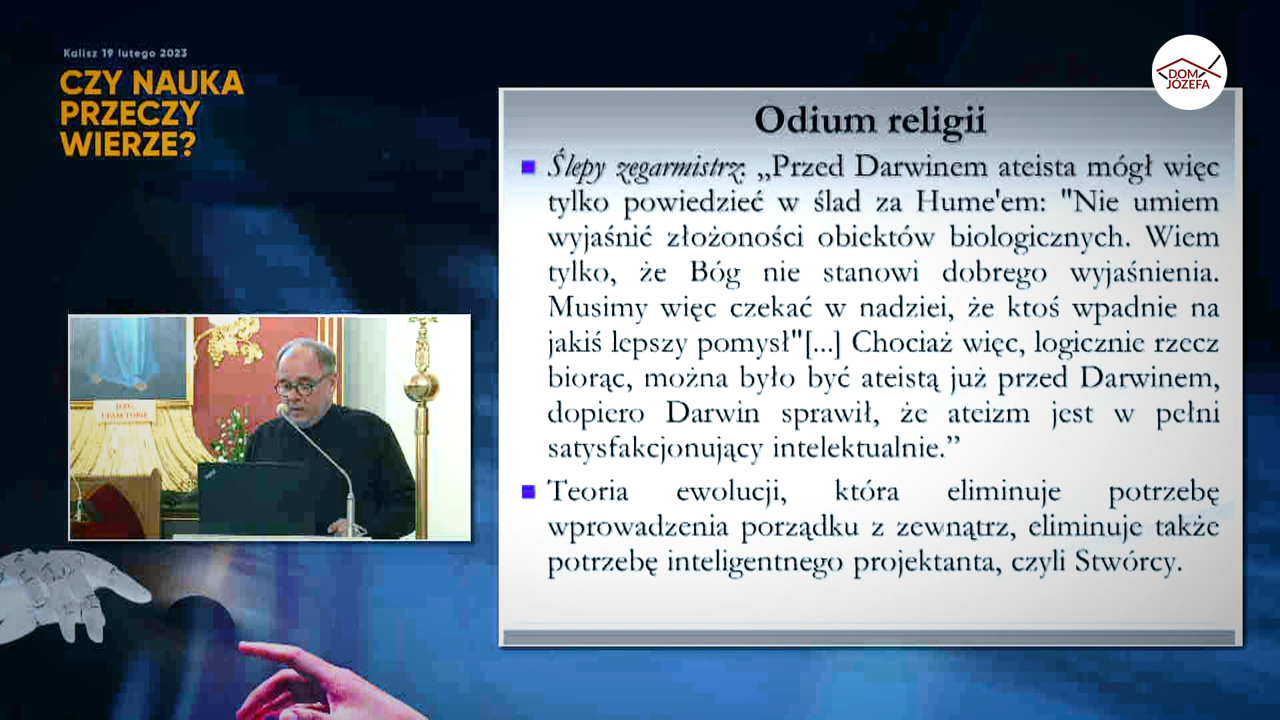 Kalisz 19 lutego 2023
CZY NAUKA
PRZECZY
WIERZE?
DOM
JÓZEFA
Odium religii
Ślepy zegarmistrz: „Przed Darwinem ateista mógł więc
tylko powiedzieć w ślad za Hume'em: "Nie umiem
wyjaśnić złożoności obiektów biologicznych. Wiem
tylko, że Bóg nie stanowi dobrego wyjaśnienia.
Musimy więc czekać w nadziei, że ktoś wpadnie na
jakiś lepszy pomysł"[...] Chociaż więc, logicznie rzecz
biorąc, można było być ateistą już przed Darwinem,
dopiero Darwin sprawił, że ateizm jest w pełni
satysfakcjonujący intelektualnie.”
Teoria ewolucji, która eliminuje potrzebę
wprowadzenia porządku z zewnątrz, eliminuje także
potrzebę inteligentnego projektanta, czyli Stwórcy.